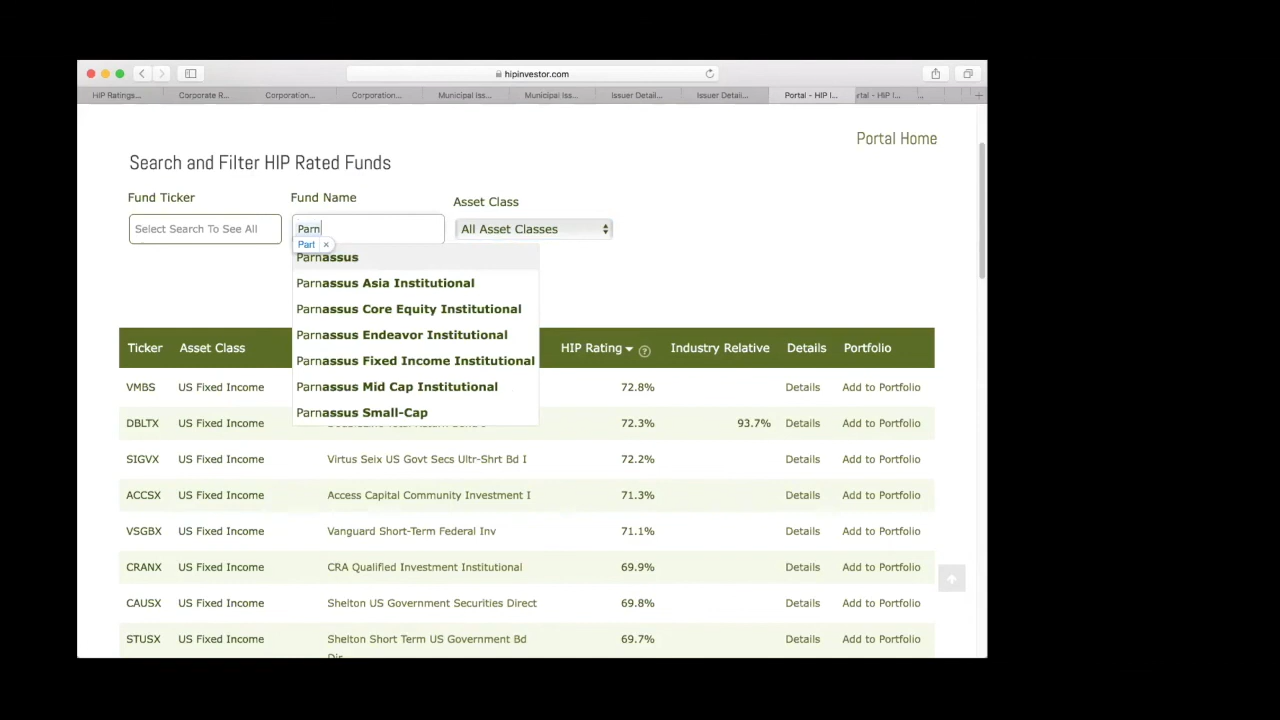 hipinvestor.com
HIP Ratings... Corporate R... Corporation... Corporation... Municipal Iss... Municipal Iss... Issuer Detail... Issuer Detail... Portal - HIP I... rtal - HIP I... ...
Portal Home
Search and Filter HIP Rated Funds
Fund Ticker Fund Name Asset Class
Select Search To See All Parn All Asset Classes
Part ×
Parnassus
Parnassus Asia Institutional
Parnassus Core Equity Institutional
Parnassus Endeavor Institutional
Parnassus Fixed Income Institutional
Parnassus Mid Cap Institutional
Parnassus Small-Cap
Ticker Asset Class HIP Rating ? Industry Relative Details Portfolio
VMBS US Fixed Income 72.8% Details Add to Portfolio
DBLTX US Fixed Income 72.3% 93.7% Details Add to Portfolio
SIGVX US Fixed Income Virtus Seix US Govt Secs Ultr-Shrt Bd I 72.2% Details Add to Portfolio
ACCSX US Fixed Income Access Capital Community Investment I 71.3% Details Add to Portfolio
VSGBX US Fixed Income Vanguard Short-Term Federal Inv 71.1% Details Add to Portfolio
CRANX US Fixed Income CRA Qualified Investment Institutional 69.9% Details Add to Portfolio
CAUSX US Fixed Income Shelton US Government Securities Direct 69.8% Details Add to Portfolio
STUSX US Fixed Income Shelton Short Term US Government Bd 69.7% Details Add to Portfolio